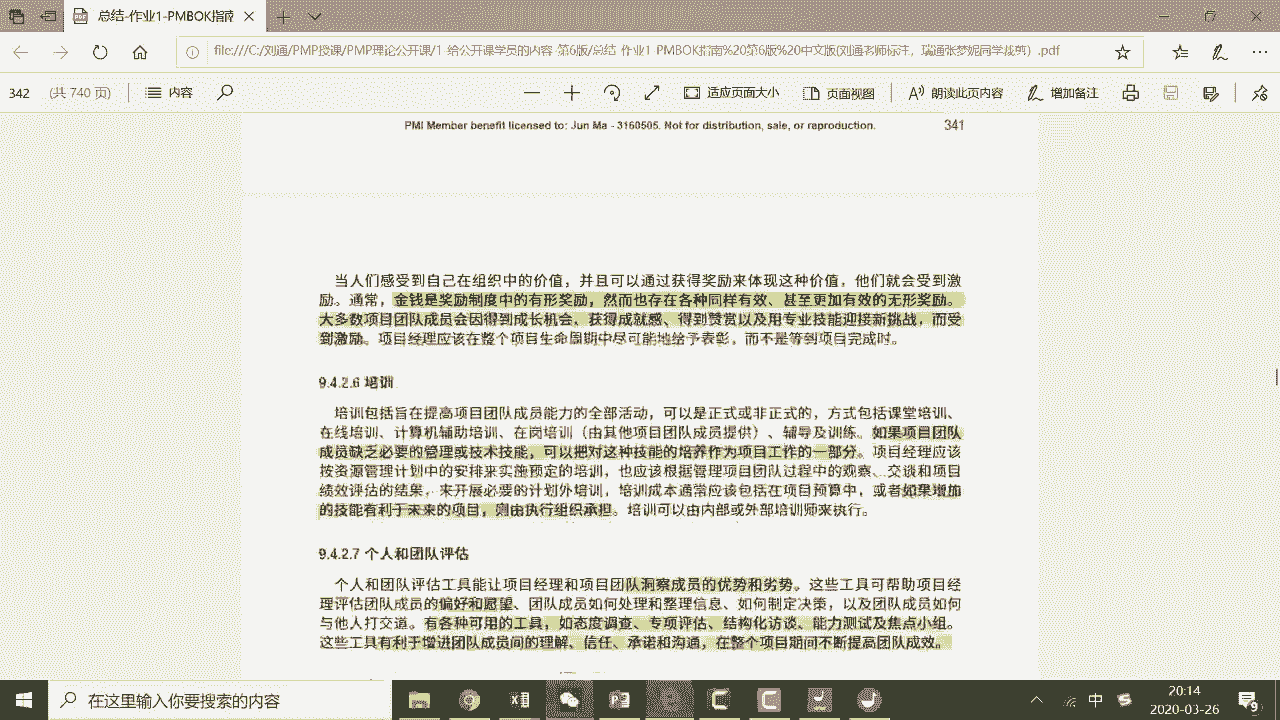 总结-作业1-PMBOK指南
file:///C:/刘通/PMP授课/PMP理论公开课/1-给公开课学员的内容-第6版/总结-作业1-PMBOK指南%20第6版%20中文版(刘通老师标注，瑞通张梦妮同学裁剪）.pdf
342 (共 740 页) 内容 适应页面大小 页面视图 朗读此页内容 增加备注
PMI Member benefit licensed to: Jun Ma - 3160505. Not for distribution, sale, or reproduction. 341
当人们感受到自己在组织中的价值，并且可以通过获得奖励来体现这种价值，他们就会受到激
励。通常，金钱是奖励制度中的有形奖励，然而也存在各种同样有效、甚至更加有效的无形奖励。
大多数项目团队成员会因得到成长机会、获得成就感、得到赞赏以及用专业技能迎接新挑战，而受
到激励。项目经理应该在整个项目生命周期中尽可能地给予表彰，而不是等到项目完成时。
9.4.2.6 培训
培训包括旨在提高项目团队成员能力的全部活动，可以是正式或非正式的，方式包括课堂培训、
在线培训、计算机辅助培训、在岗培训（由其他项目团队成员提供）、辅导及训练。如果项目团队
成员缺乏必要的管理或技术技能，可以把对这种技能的培养作为项目工作的一部分。项目经理应该
按资源管理计划中的安排来实施预定的培训，也应该根据管理项目团队过程中的观察、交谈和项目
绩效评估的结果，来开展必要的计划外培训，培训成本通常应该包括在项目预算中，或者如果增加
的技能有利于未来的项目，则由执行组织承担。培训可以由内部或外部培训师来执行。
9.4.2.7 个人和团队评估
个人和团队评估工具能让项目经理和项目团队洞察成员的优势和劣势。这些工具可帮助项目经
理评估团队成员的偏好和愿望、团队成员如何处理和整理信息、如何制定决策，以及团队成员如何
与他人打交道。有各种可用的工具，如态度调查、专项评估、结构化访谈、能力测试及焦点小组。
这些工具有利于增进团队成员间的理解、信任、承诺和沟通，在整个项目期间不断提高团队成效。
在这里输入你要搜索的内容
中
20:14
2020-03-26